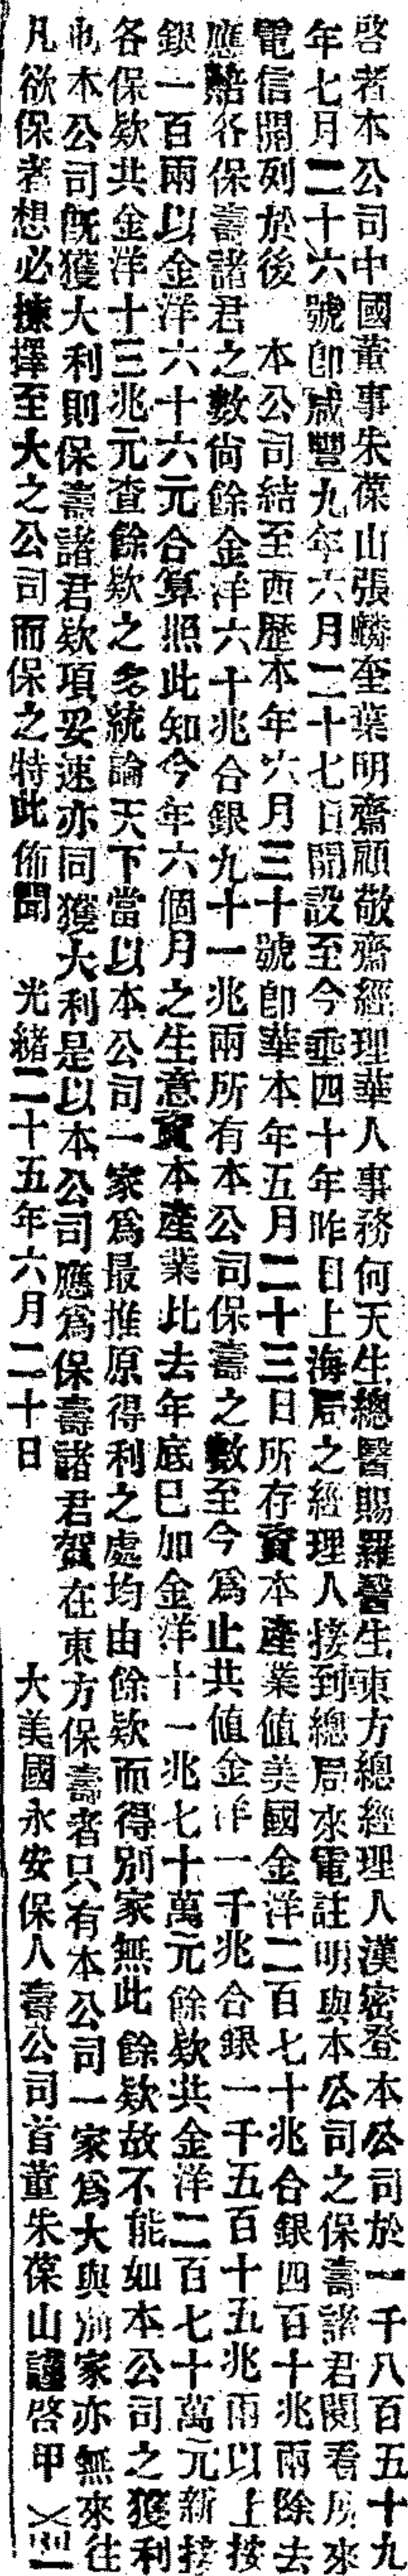 啓者本公司中國董事朱葆山張麟奎葉明齋顧敬齋經理華人事務何天生總醫賜羅醫生東方總經理人漢密登本公司於一千八百五十九
年七月二十六號卽咸豐九年六月二十七日開設至今垂四十年昨日上海局之經理人接到總局來電註明與本公司之保壽諸君閱看所來
電信開列於後　本公司結至西歷本年六月三十號卽華本年五月二十三日所存資本產業值美國金洋二百七十兆合銀四百十兆兩除去
應賠各保壽諸君之數尙餘金洋六十兆合銀九十一兆兩所有本公司保壽之數至今爲止共值金洋一千兆合銀一千五百十五兆兩以上按
銀一百兩以金洋六十六元合算照此知今年六個月之生意資本產業比去年底已加金洋十一兆七十萬元餘欵共金洋二百七十萬元新接
各保欵共金洋十三兆元查餘欵之多統論天下當以本公司一家爲最推原得利之處均由餘欵而得別家無此餘欵故不能如本公司之獲利
也本公司旣獲大利則保壽諸君欵項妥速亦同獲大利是以本公司應爲保壽諸君賀在東方保壽者只有本公司一家爲大與別家亦無來往
凡欲保者想必揀擇至大之公司而保之特此佈聞　光緒二十五年六月二十日　　大美國永安保人壽公司首董朱葆山謹啓甲